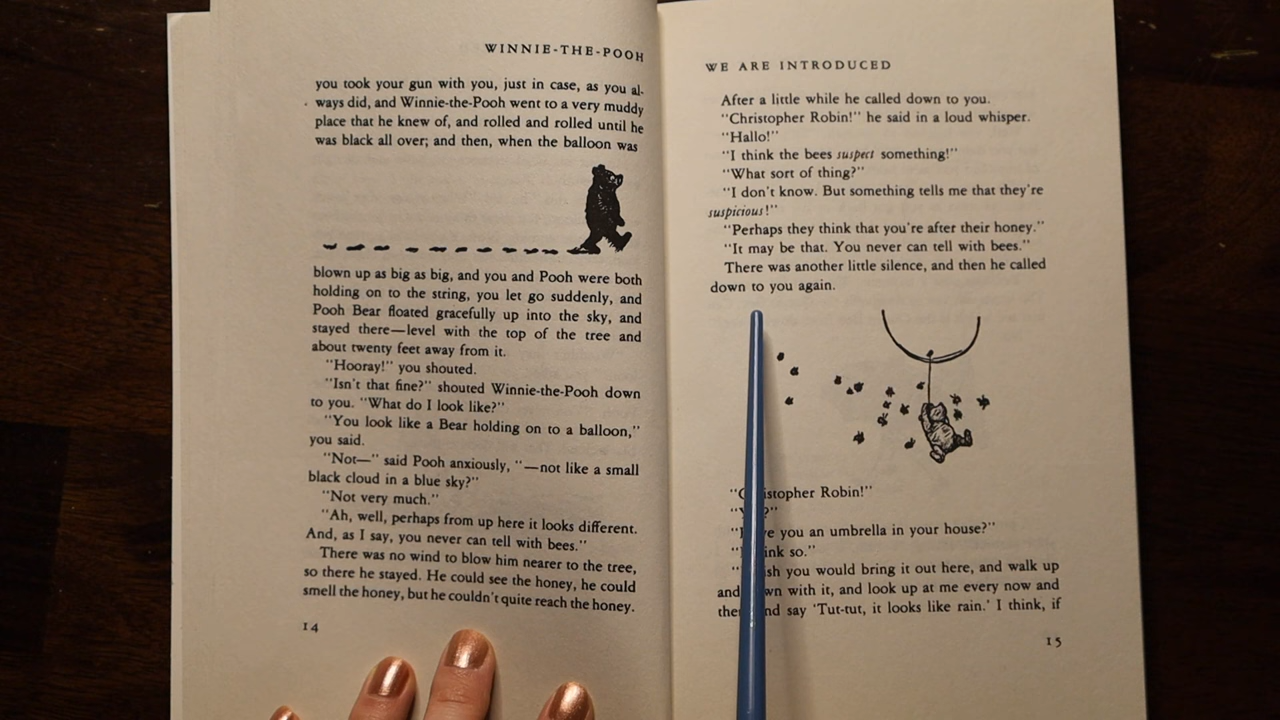 WINNIE-THE-POOH
you took your gun with you, just in case, as you al-
ways did, and Winnie-the-Pooh went to a very muddy
place that he knew of, and rolled and rolled until he
was black all over; and then, when the balloon was
blown up as big as big, and you and Pooh were both
holding on to the string, you let go suddenly, and
Pooh Bear floated gracefully up into the sky, and
stayed there—level with the top of the tree and
about twenty feet away from it.
"Hooray!" you shouted.
"Isn't that fine?" shouted Winnie-the-Pooh down
to you. "What do I look like?"
"You look like a Bear holding on to a balloon,"
you said.
"Not—" said Pooh anxiously, "—not like a small
black cloud in a blue sky?"
"Not very much."
"Ah, well, perhaps from up here it looks different.
And, as I say, you never can tell with bees."
There was no wind to blow him nearer to the tree,
so there he stayed. He could see the honey, he could
smell the honey, but he couldn't quite reach the honey.
14
WE ARE INTRODUCED
After a little while he called down to you.
"Christopher Robin!" he said in a loud whisper.
"Hallo!"
"I think the bees suspect something!"
"What sort of thing?"
"I don't know. But something tells me that they're
suspicious!"
"Perhaps they think that you're after their honey."
"It may be that. You never can tell with bees."
There was another little silence, and then he called
down to you again.
Robin!"
you an umbrella in your house?"
so."
you would bring it out here, and walk up
and with it, and look up at me every now and
say 'Tut-tut, it looks like rain.' I think, if
15